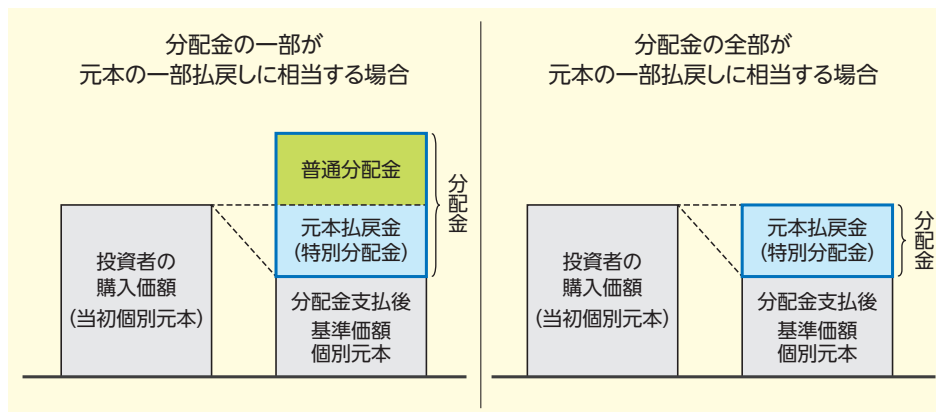 分配金の一部が
元本の一部払戻しに相当する場合
普通分配金
元本払戻金
(特別分配金)
分配金
投資者の
購入価額
(当初個別元本)
分配金支払後
基準価額
個別元本
分配金の全部が
元本の一部払戻しに相当する場合
元本払戻金
(特別分配金)
分配金
投資者の
購入価額
(当初個別元本)
分配金支払後
基準価額
個別元本